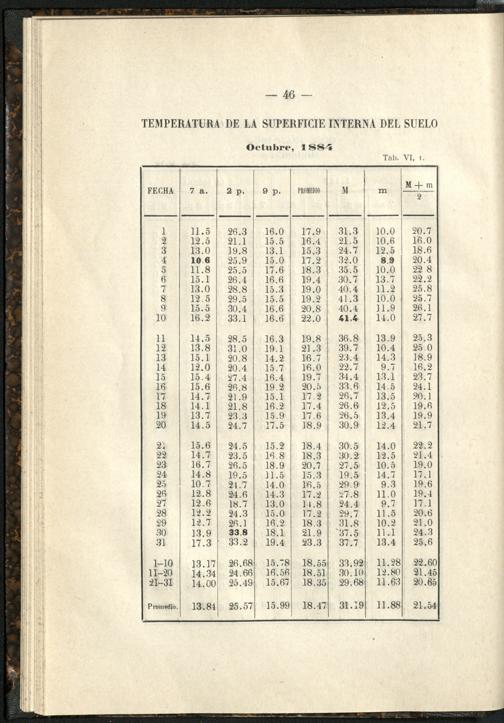 — 46 —
TEMPERATURA DE LA SUPERFICIE INTERNA DEL SUELO
Octubre, 1884
Tab. VI, t.
FECHA 7 a. 2 p. 9 p. PROMEDIO M m M + m / 2
1 11.5 26.3 16.0 17.9 31.3 10.0 20.7
2 12.5 21.1 15.5 16.4 21.5 10.6 16.0
3 13.0 19.8 13.1 15.3 24.7 12.5 18.6
4 10.6 25.9 15.0 17.2 32.0 8.9 20.4
5 11.8 25.5 17.6 18.3 35.5 10.0 22 8
6 15.1 26.4 16.6 19.4 30.7 13.7 22.2
7 13.0 28.8 15.3 19.0 40.4 11.2 25.8
8 12.5 29.5 15.5 19.2 41.3 10.0 25.7
9 15.5 30.4 16.6 20.8 40.4 11.9 26.1
10 16.2 33.1 16.6 22.0 41.4 14.0 27.7
11 14.5 28.5 16.3 19.8 36.8 13.9 25.3
12 13.8 31.0 19.1 21.3 39.7 10.4 25.0
13 15.1 20.8 14.2 16.7 23.4 14.3 18.9
14 12.0 20.4 15.7 16.0 22.7 9.7 16.2
15 15.4 27.4 16.4 19.7 34.4 13.1 23.7
16 15.6 26.8 19.2 20.5 33.6 14.5 24.1
17 14.7 21.9 15.1 17.2 26.7 13.5 20.1
18 14.1 21.8 16.2 17.4 26.6 12.5 19.6
19 13.7 23.3 15.9 17.6 26.5 13.4 19.9
20 14.5 24.7 17.5 18.9 30.9 12.4 21.7
21 15.6 24.5 15.2 18.4 30.5 14.0 22.2
22 14.7 23.5 16.8 18.3 30.2 12.5 21.4
23 16.7 26.5 18.9 20.7 27.5 10.5 19.0
24 14.8 19.5 11.5 15.3 19.5 14.7 17.1
25 10.7 24.7 14.0 16.5 29.9 9.3 19.6
26 12.8 24.6 14.3 17.2 27.8 11.0 19.4
27 12.6 18.7 13.0 14.8 24.4 9.7 17.1
28 12.2 24.3 15.0 17.2 29.7 11.5 20.6
29 12.7 26.1 16.2 18.3 31.8 10.2 21.0
30 13.9 33.8 18.1 21.9 37.5 11.1 24.3
31 17.3 33.2 19.4 23.3 37.7 13.4 25.6
1–10 13.17 26.68 15.78 18.55 33.92 11.28 22.60
11–20 14.34 24.66 16.56 18.51 30.10 12.80 21.45
21–31 14.00 25.49 15.67 18.35 29.68 11.63 20.65
Promedio. 13.84 25.57 15.99 18.47 31.19 11.88 21.54